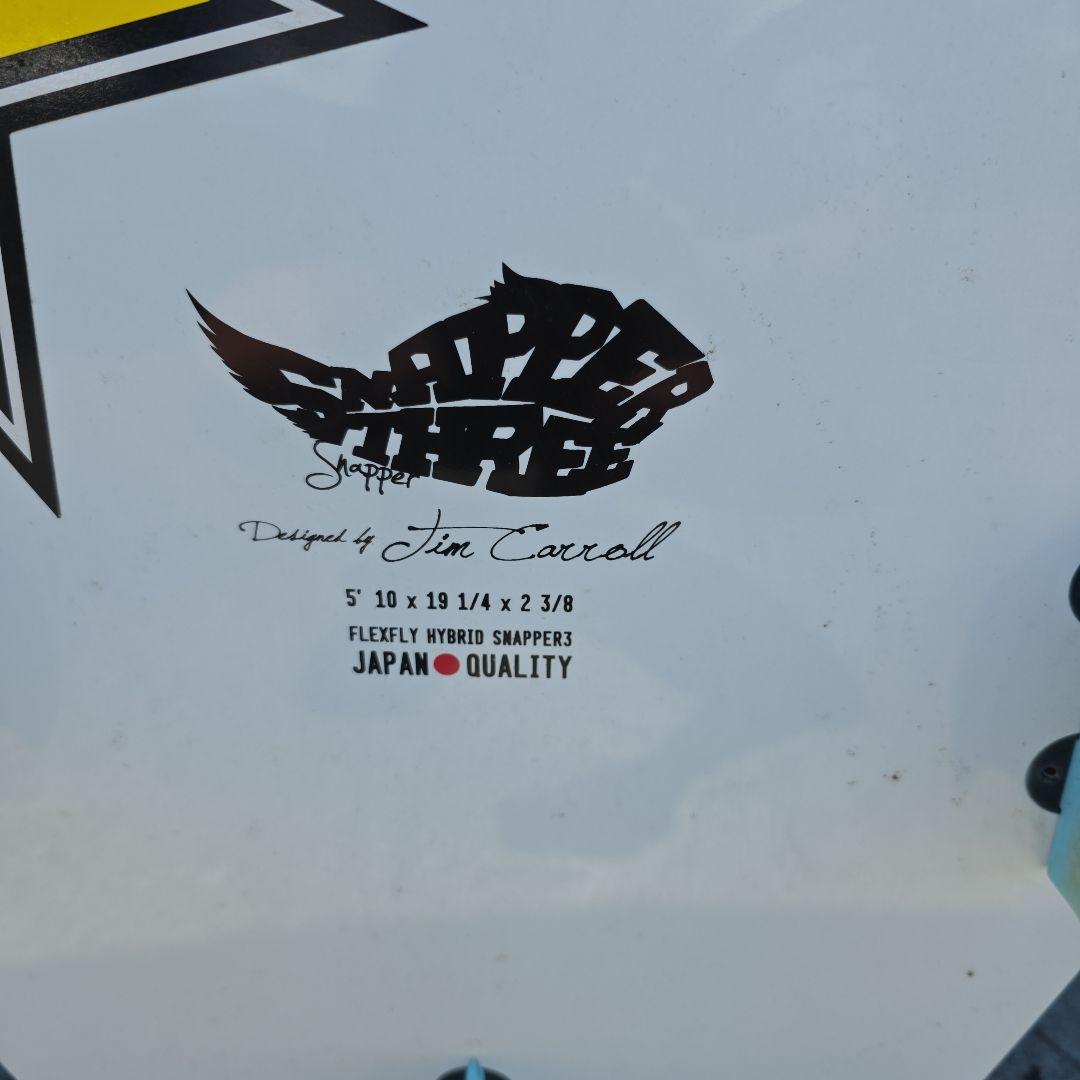 SNAPPER
THREE
Snapper
Designed by Jim Carroll
5' 10 x 19 1/4 x 2 3/8
FLEXFLY HYBRID SNAPPER3
JAPAN QUALITY